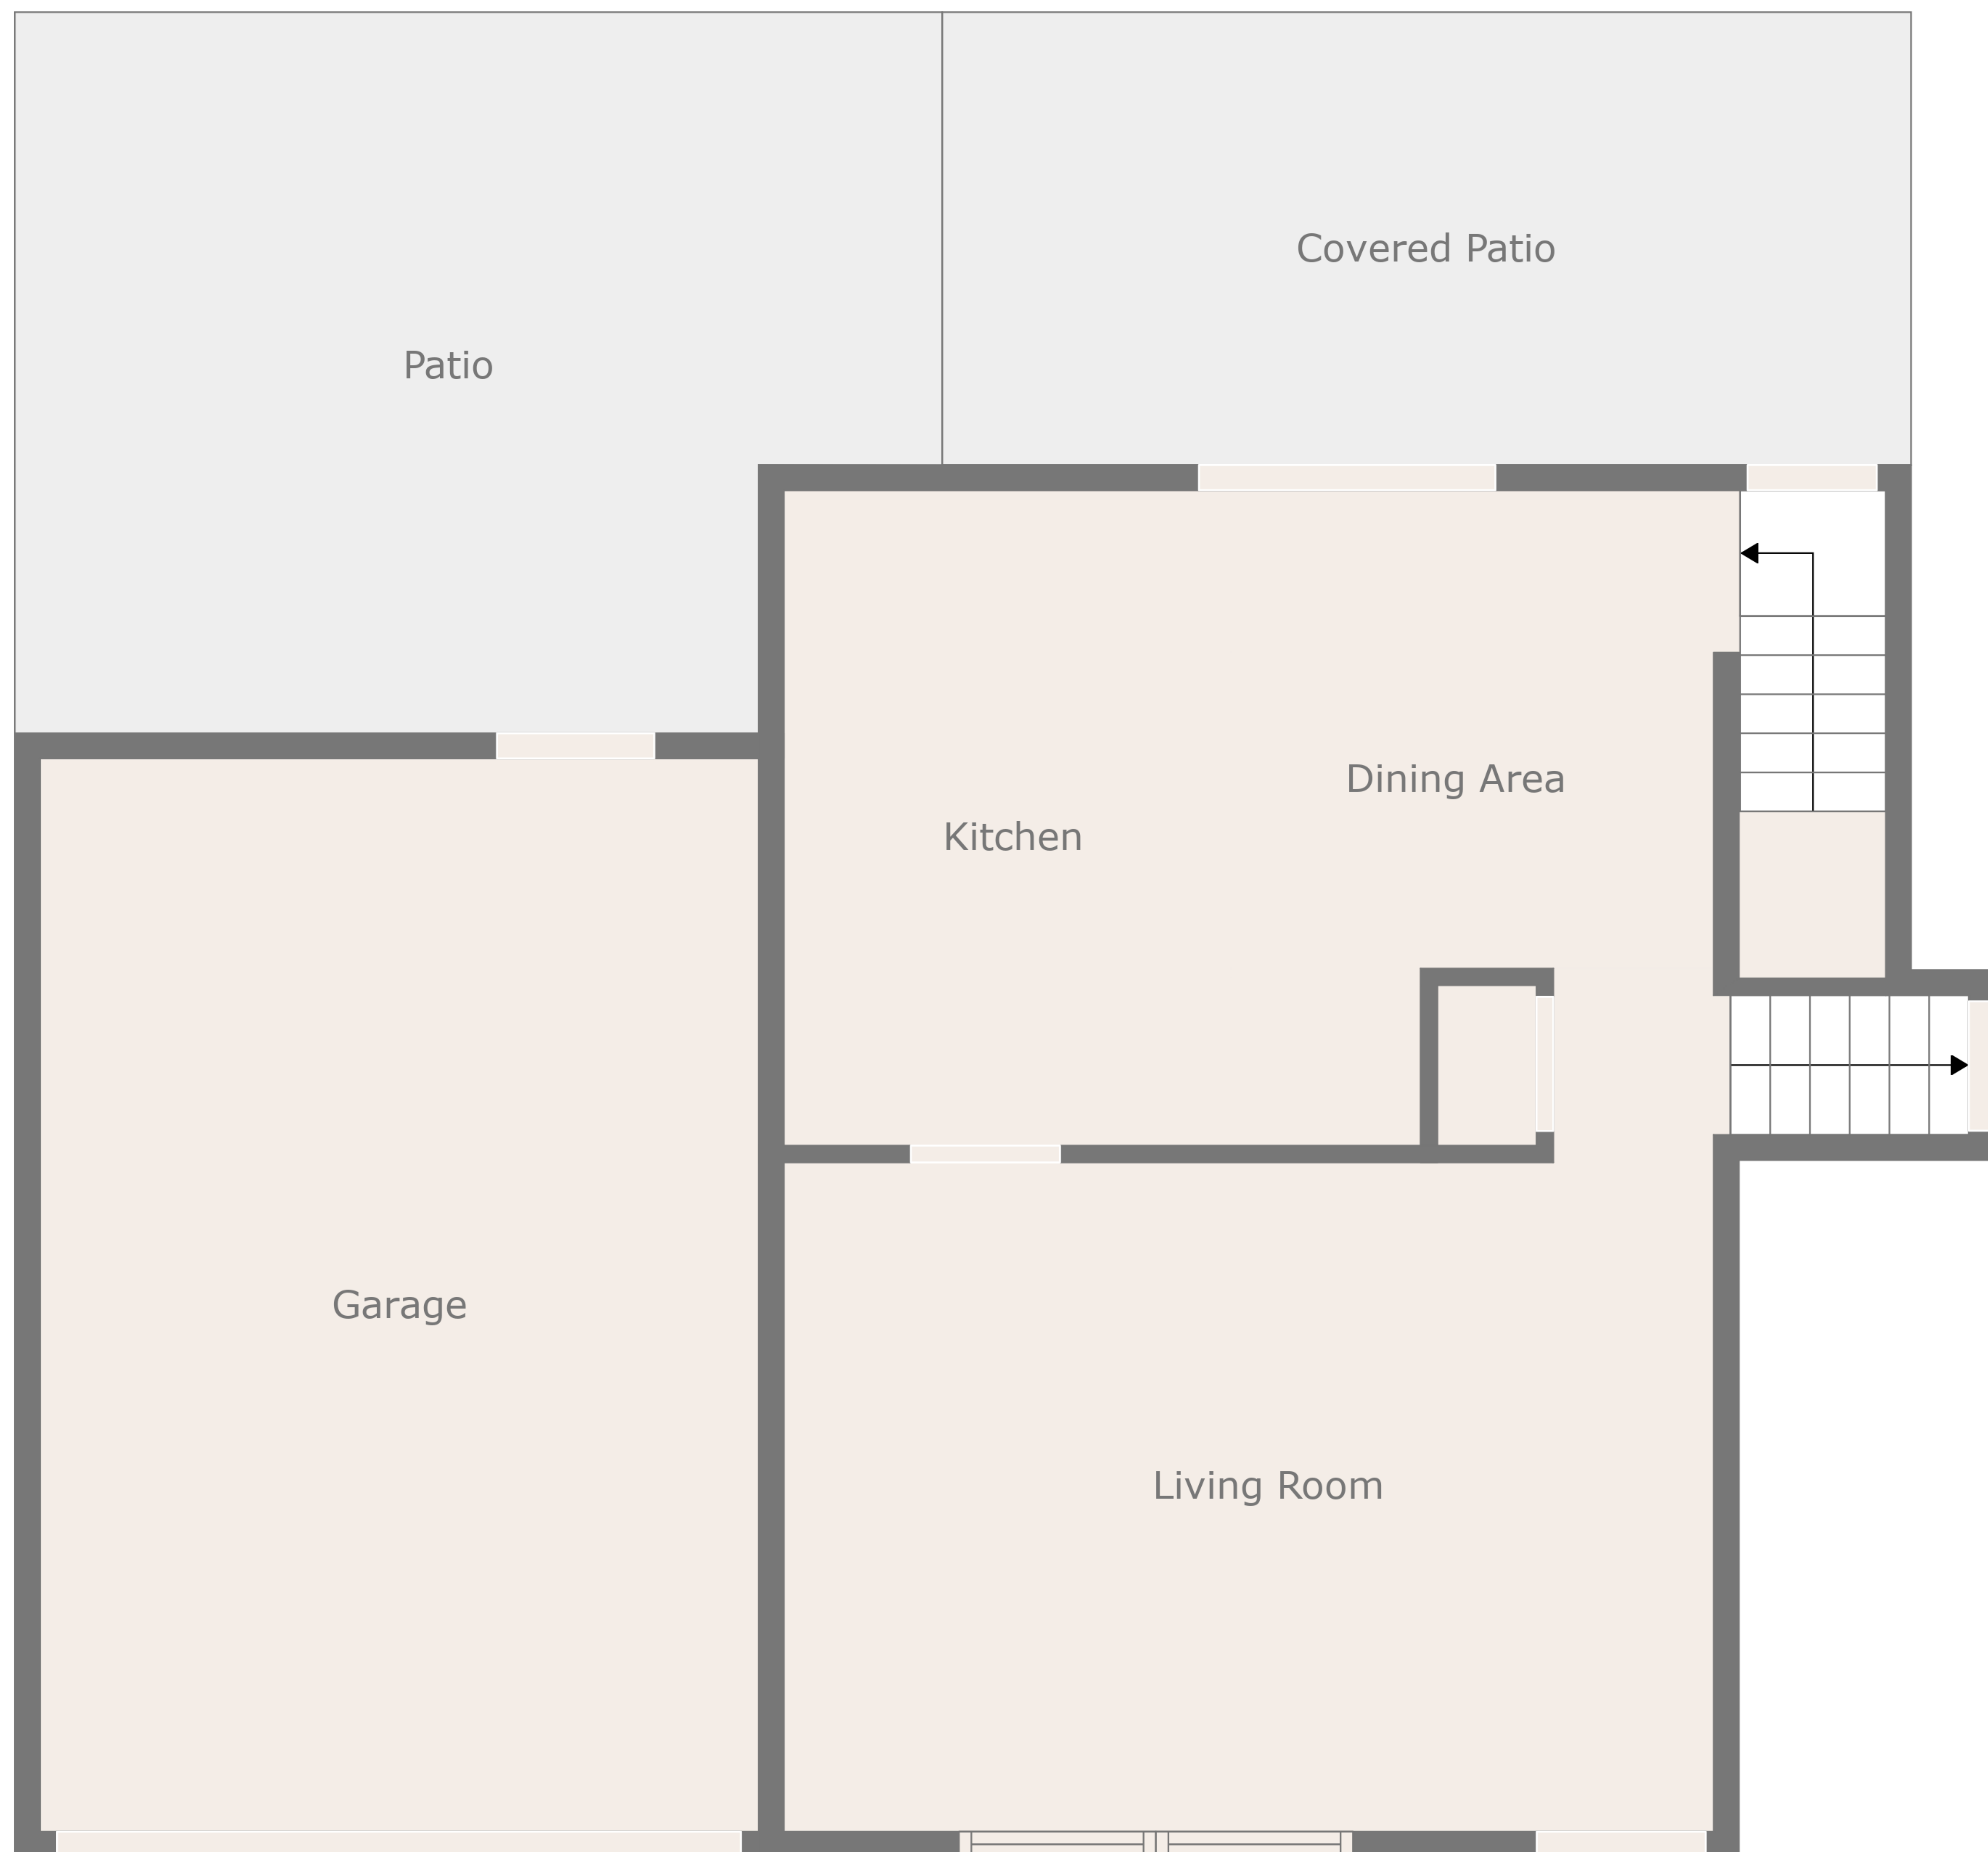 Covered Patio
Patio
Dining Area
Kitchen
Garage
Living Room